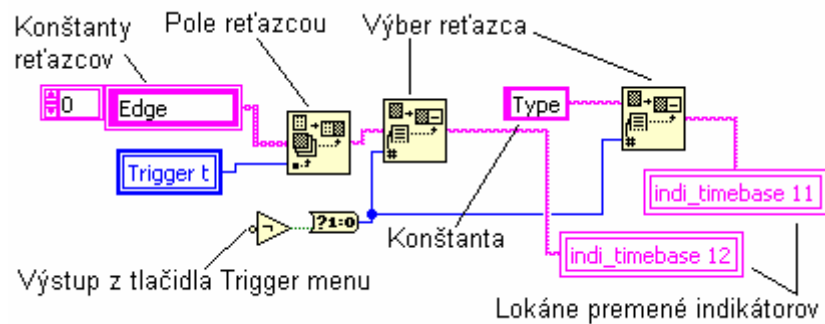 Konštanty
reťazcov
Pole reťazcou
Výber reťazca
0
Edge
Type
Trigger t
indi_timebase 11
?1:0
Konštanta
indi_timebase 12
Výstup z tlačidla Trigger menu
Lokáne premené indikátorov